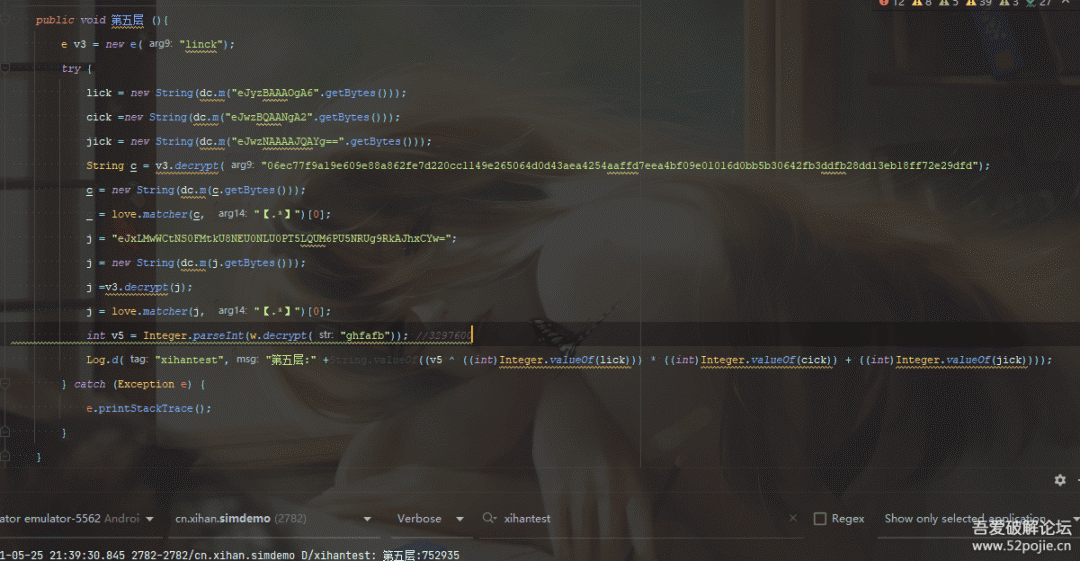 12 8 5 39 3 27
public void 第五层 (){
e v3 = new e( arg9: "linck");
try {
lick = new String(dc.m("eJyzBAAAOgA6".getBytes()));
cick =new String(dc.m("eJwzBQAANgA2".getBytes()));
jick = new String(dc.m("eJwzNAAAAJQAYg==".getBytes()));
String c = v3.decrypt( arg9: "06ec77f9a19e609e88a862fe7d220cc1149e265064d0d43aea4254aaffd7eea4bf09e01016d0bb5b30642fb3ddfb28dd13eb18ff72e29dfd");
c = new String(dc.m(c.getBytes()));
_ = love.matcher(c, arg14: "【.*】")[0];
j = "eJxLMwWCtNS0FMtkU8NEU0NLU0PT5LQUM6PU5NRUg9RkAJhxCYw=";
j = new String(dc.m(j.getBytes()));
j =v3.decrypt(j);
j = love.matcher(j, arg14: "【.*】")[0];
int v5 = Integer.parseInt(w.decrypt( str: "ghfafb")); //329760
Log.d( tag: "xihantest", msg: "第五层:" +String.valueOf((v5 ^ ((int)Integer.valueOf(lick))) * ((int)Integer.valueOf(cick)) + ((int)Integer.valueOf(jick))));
} catch (Exception e) {
e.printStackTrace();
}
}
ator emulator-5562 Androi cn.xihan.simdemo (2782) Verbose xihantest Regex Show only selected application
1-05-25 21:39:30.845 2782-2782/cn.xihan.simdemo D/xihantest: 第五层:752935
吾爱破解论坛
www.52pojie.cn